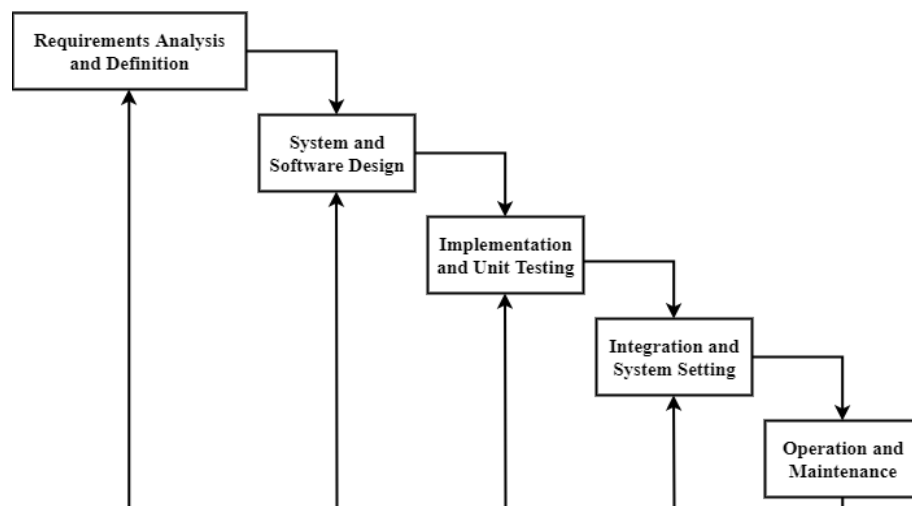 Requirements Analysis
and Definition
System and
Software Design
Implementation
and Unit Testing
Integration and
System Setting
Operation and
Maintenance